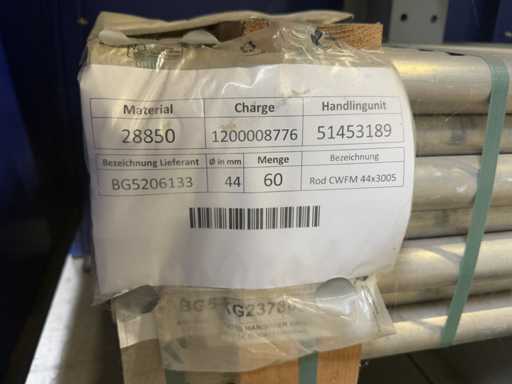 Material Charge Handlingunit
28850 1200008776 51453189
Bezeichnung Lieferant Ø in mm Menge Bezeichnung
BG5206133 44 60 Rod CWFM 44x3005